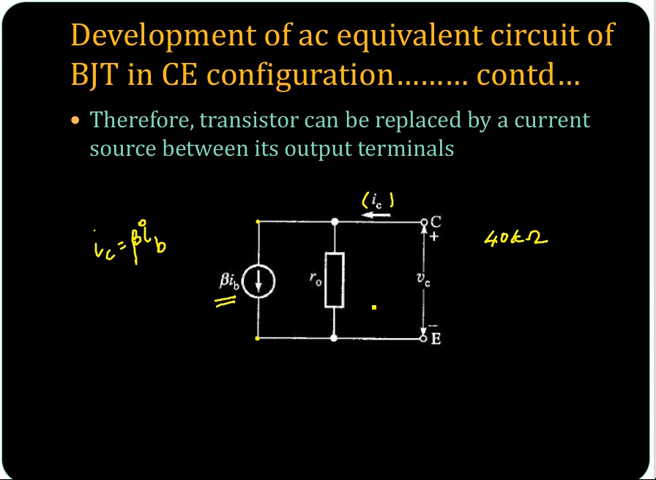 Development of ac equivalent circuit of
BJT in CE configuration......... contd...
• Therefore, transistor can be replaced by a current
source between its output terminals
(i_c)
C
+
i_c = βi_b
40kΩ
βi_b
r_o
v_c
−
E